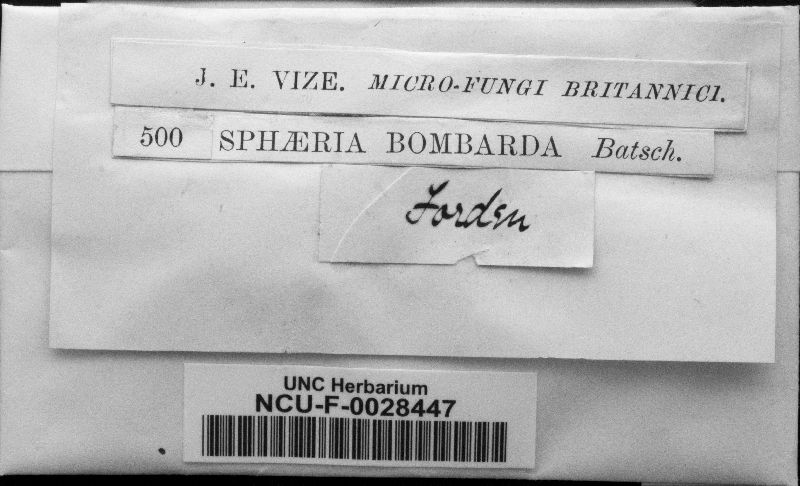 J. E. VIZE. MICRO-FUNGI BRITANNICI.
500 SPHÆRIA BOMBARDA Batsch.
Forden
UNC Herbarium
NCU-F-0028447